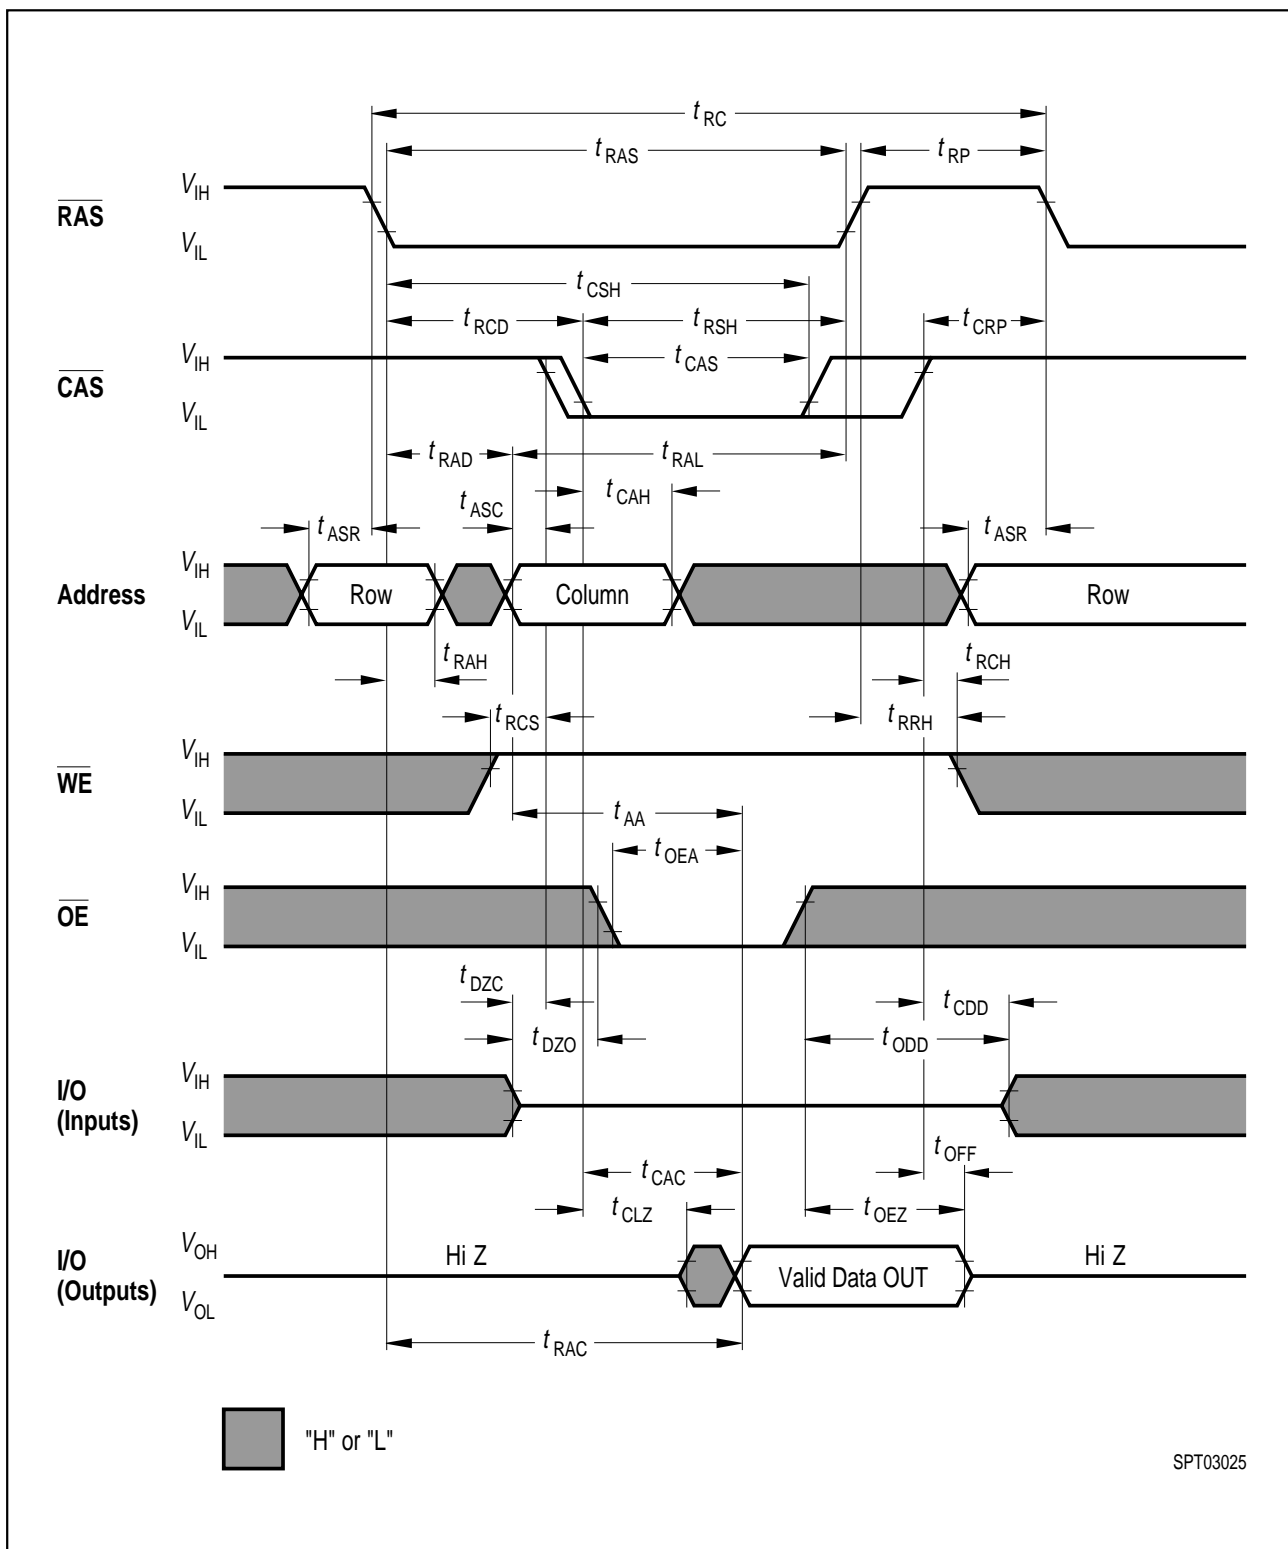 tRC
tRAS
tRP
VIH
RAS
VIL
tCSH
tRCD
tRSH
tCRP
VIH
tCAS
CAS
VIL
tRAD
tRAL
tASC
tCAH
tASR
tASR
VIH
Address
Row
Column
Row
VIL
tRAH
tRCH
tRCS
tRRH
VIH
WE
VIL
tAA
tOEA
VIH
OE
VIL
tDZC
tCDD
tDZO
tODD
VIH
I/O
(Inputs)
VIL
tOFF
tCAC
tCLZ
tOEZ
VOH
I/O
(Outputs)
Hi Z
Valid Data OUT
Hi Z
VOL
tRAC
"H" or "L"
SPT03025